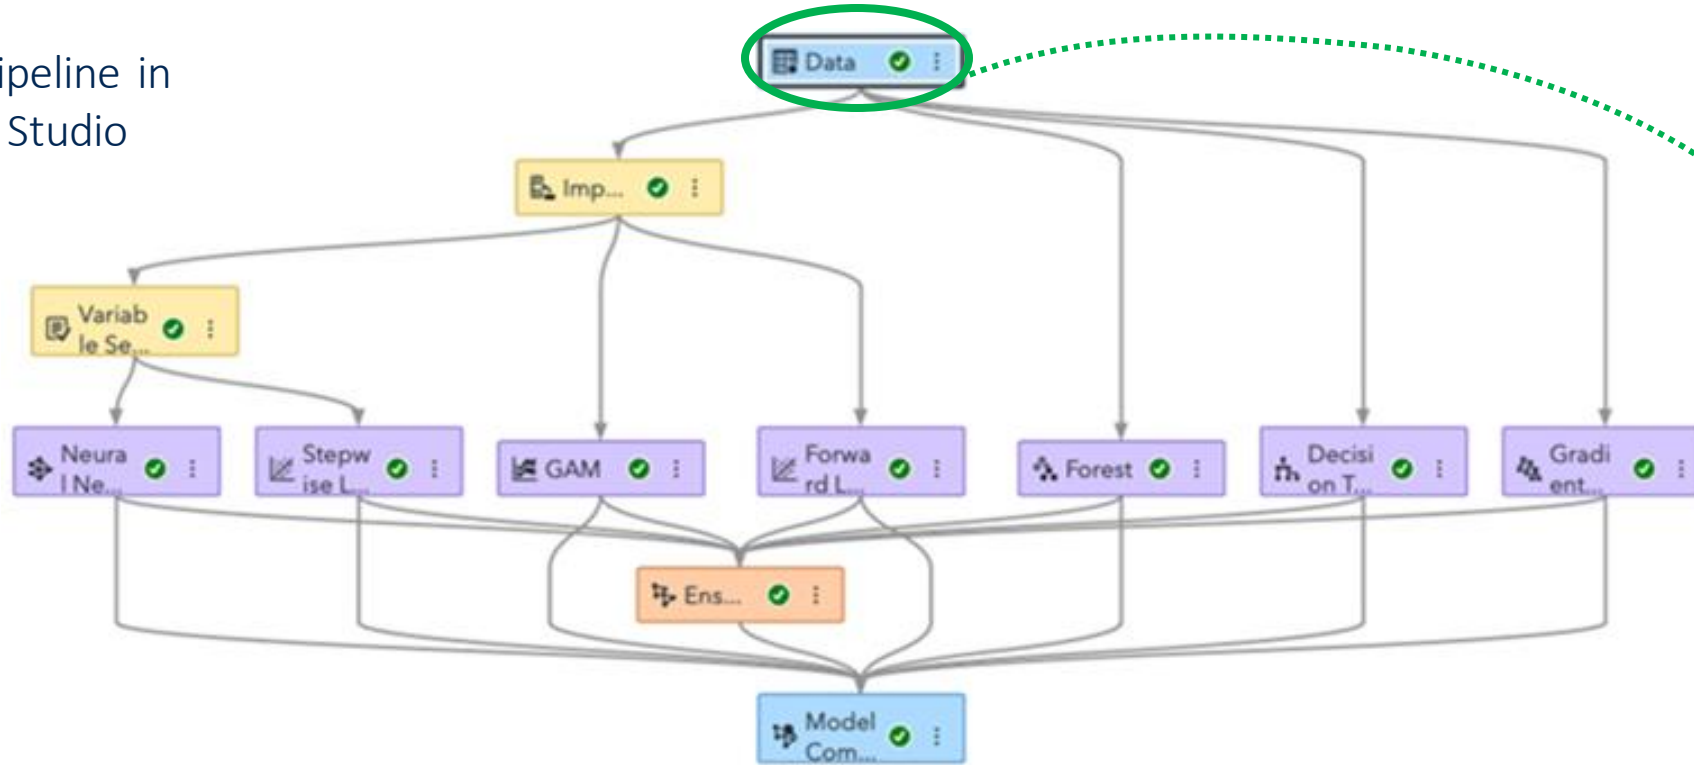 ipeline in
Studio
Data
Imp...
Variab
le Se...
Neura
l Ne...
Stepw
ise L...
GAM
Forwa
rd L...
Forest
Decisi
on T...
Gradi
ent...
Ens...
Model
Com...